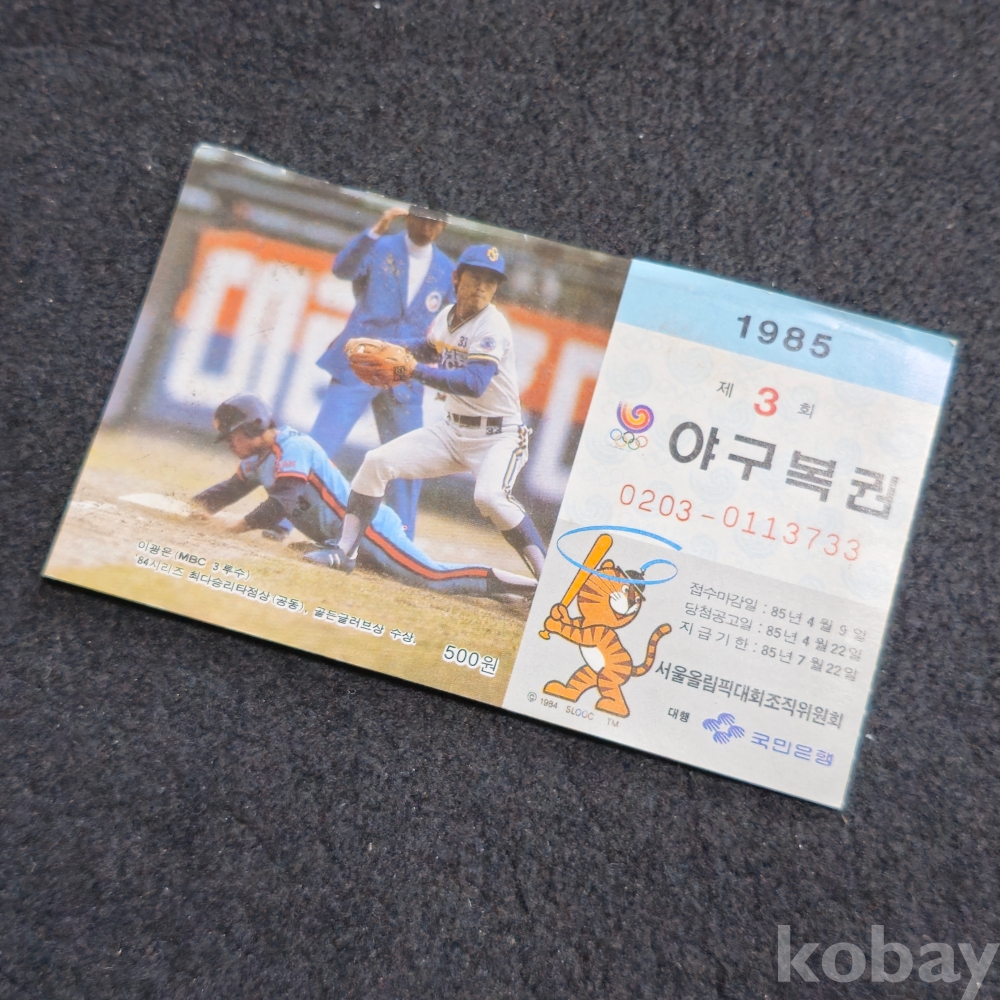 이광은 (MBC 3루수)
'84시리즈 최다승리타점상 (공동), 골든글러브상 수상.
500원
1985
제 3 회
야구복권
0203-0113733
접수마감일 : 85년 4월 9일
당첨공고일 : 85년 4월 22일
지급기한 : 85년 7월 22일
서울올림픽대회조직위원회
대행 국민은행
© 1984 SLOOC TM
kobay